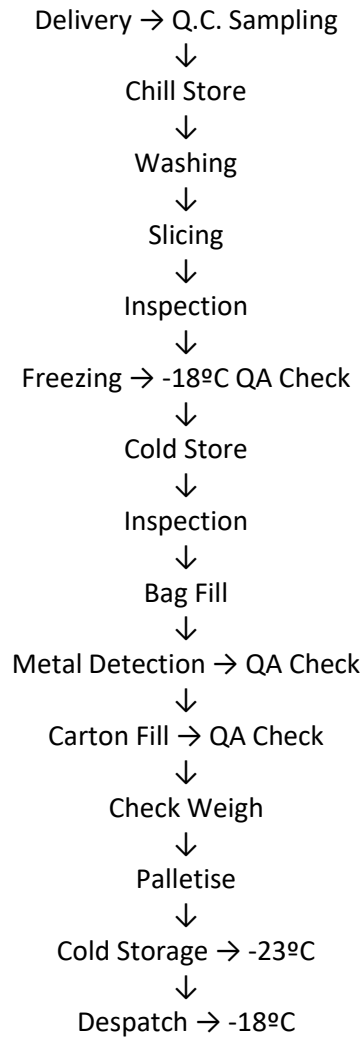 Delivery → Q.C. Sampling
↓
Chill Store
↓
Washing
↓
Slicing
↓
Inspection
↓
Freezing → -18ºC QA Check
↓
Cold Store
↓
Inspection
↓
Bag Fill
↓
Metal Detection → QA Check
↓
Carton Fill → QA Check
↓
Check Weigh
↓
Palletise
↓
Cold Storage → -23ºC
↓
Despatch → -18ºC